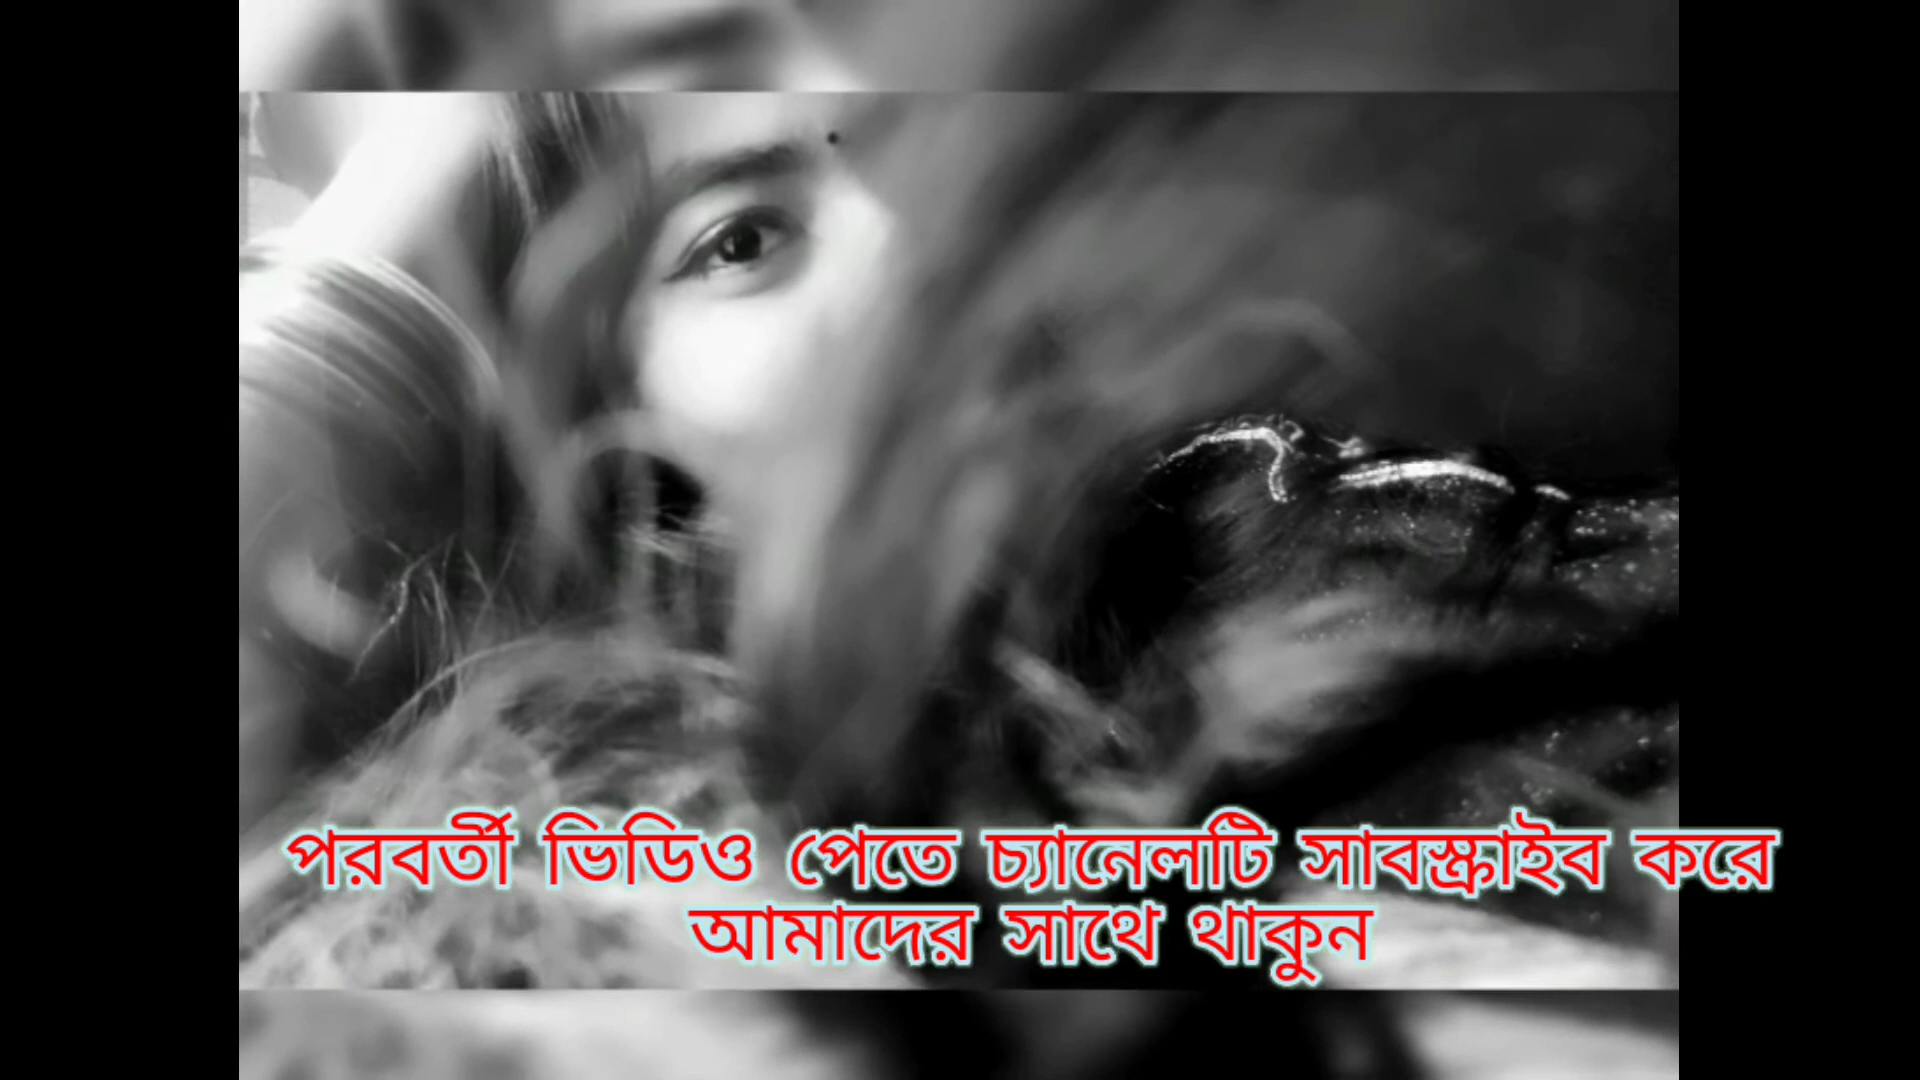 পরবর্তী ভিডিও পেতে চ্যানেলটি সাবস্ক্রাইব করে
আমাদের সাথে থাকুন